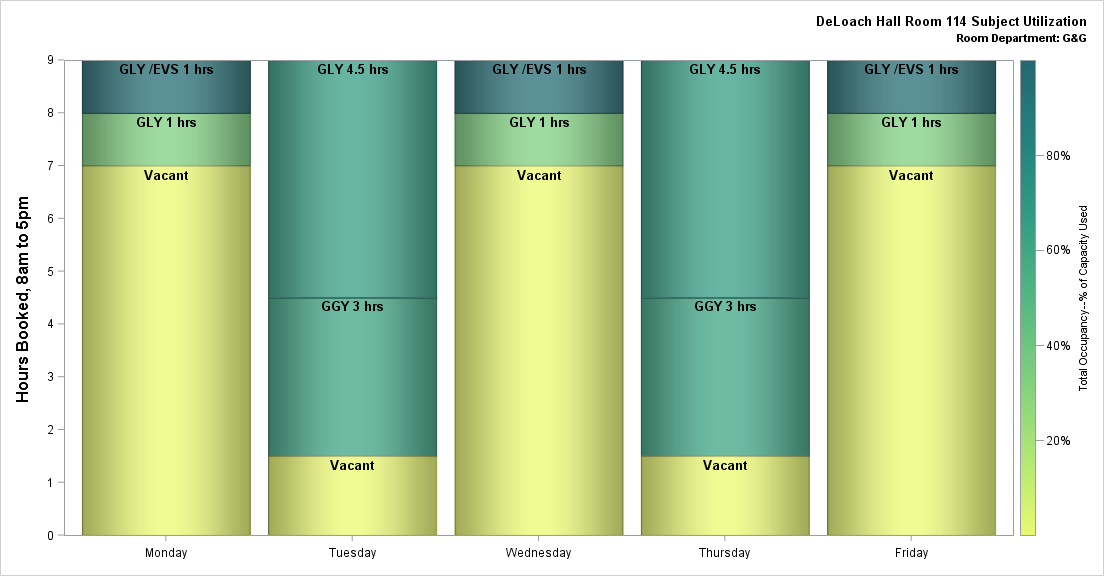 DeLoach Hall Room 114 Subject Utilization
Room Department: G&G
Hours Booked, 8am to 5pm
9
8
7
6
5
4
3
2
1
0
GLY /EVS 1 hrs
GLY 1 hrs
Vacant
GLY 4.5 hrs
GGY 3 hrs
Vacant
GLY /EVS 1 hrs
GLY 1 hrs
Vacant
GLY 4.5 hrs
GGY 3 hrs
Vacant
GLY /EVS 1 hrs
GLY 1 hrs
Vacant
Monday
Tuesday
Wednesday
Thursday
Friday
80%
60%
40%
20%
Total Occupancy--% of Capacity Used